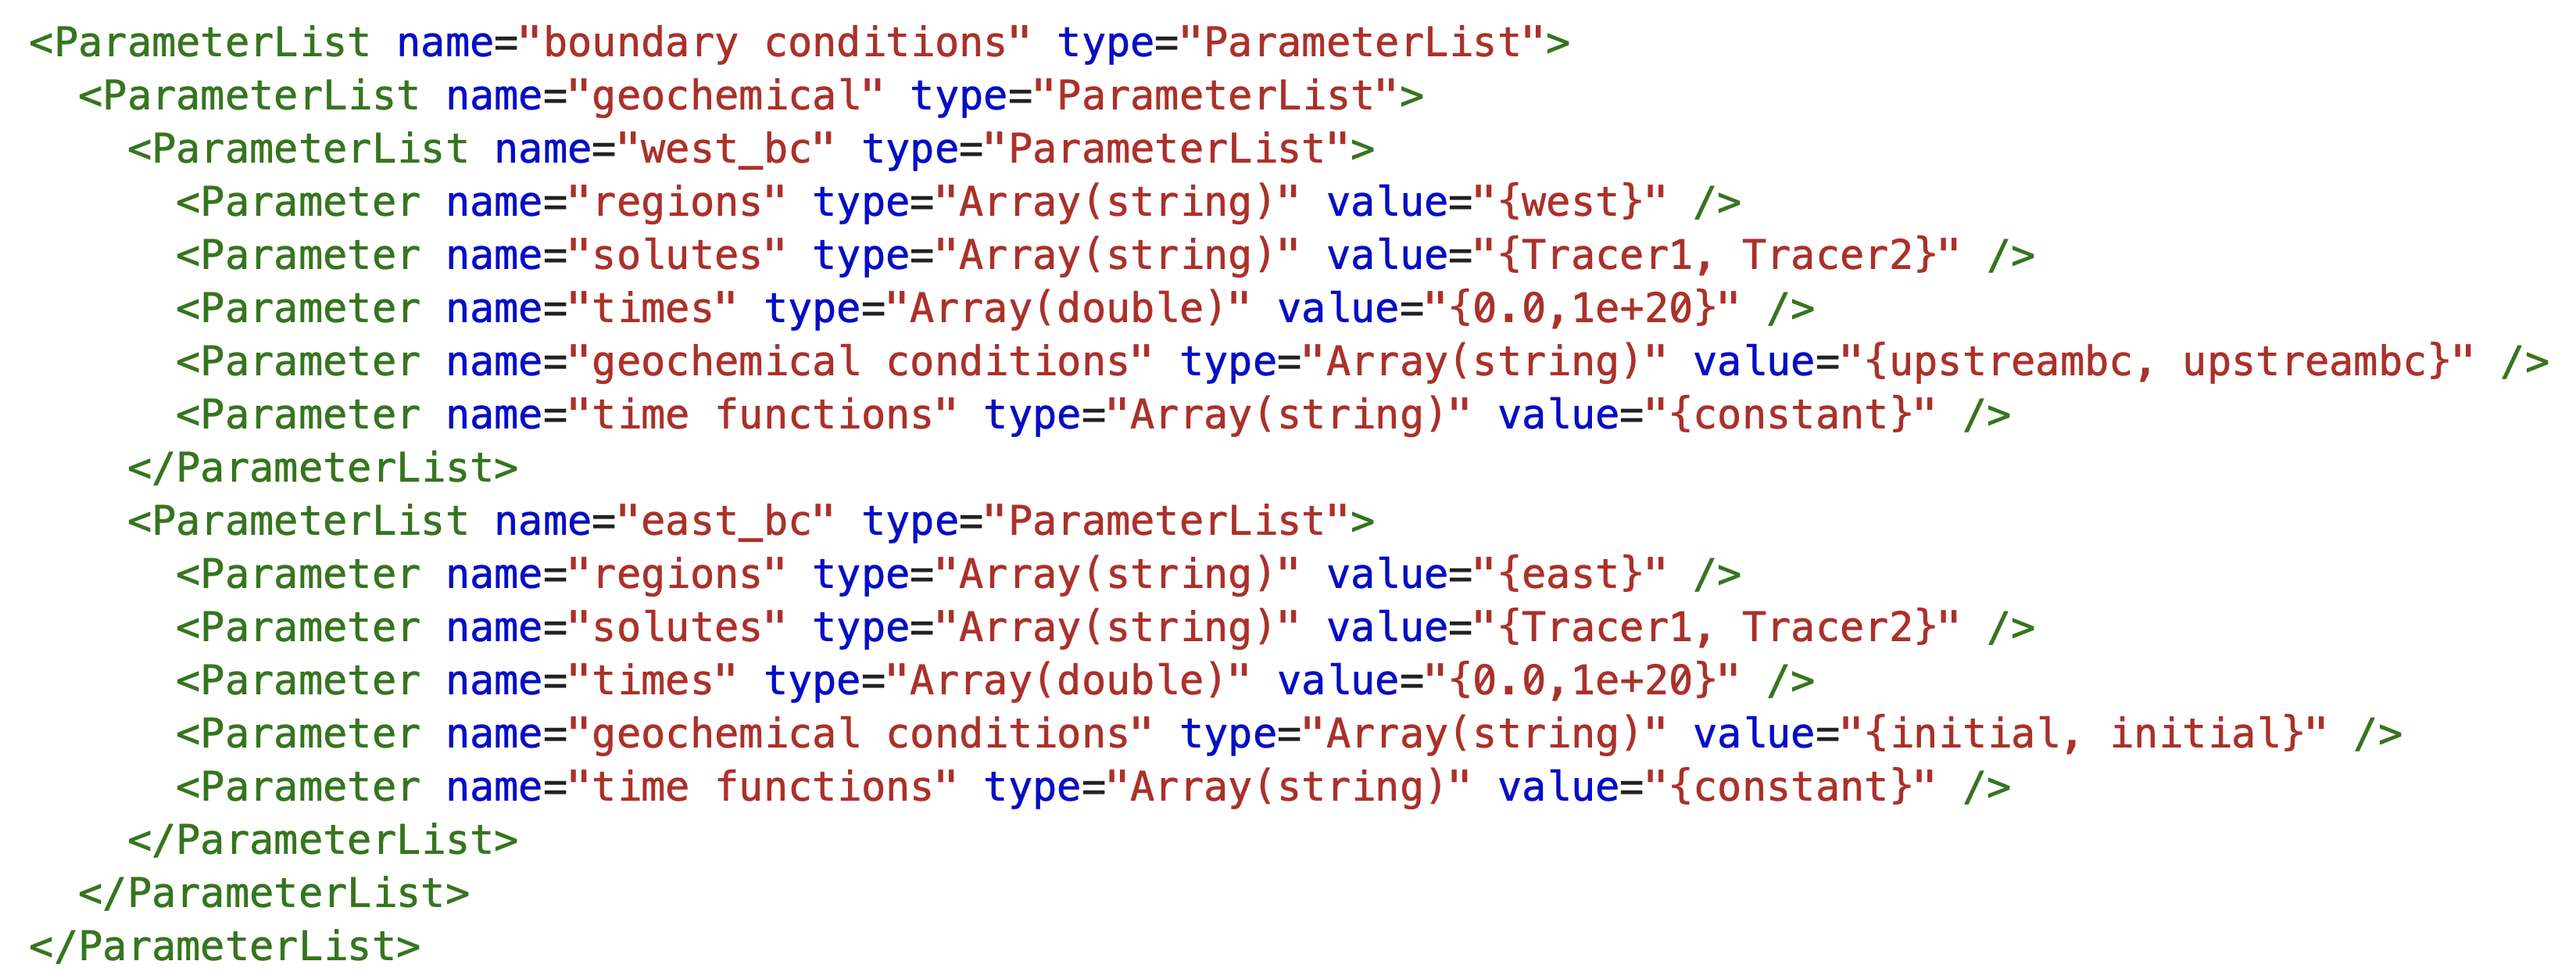 <ParameterList name="boundary conditions" type="ParameterList">
  <ParameterList name="geochemical" type="ParameterList">
    <ParameterList name="west_bc" type="ParameterList">
      <Parameter name="regions" type="Array(string)" value="{west}" />
      <Parameter name="solutes" type="Array(string)" value="{Tracer1, Tracer2}" />
      <Parameter name="times" type="Array(double)" value="{0.0,1e+20}" />
      <Parameter name="geochemical conditions" type="Array(string)" value="{upstreambc, upstreambc}" />
      <Parameter name="time functions" type="Array(string)" value="{constant}" />
    </ParameterList>
    <ParameterList name="east_bc" type="ParameterList">
      <Parameter name="regions" type="Array(string)" value="{east}" />
      <Parameter name="solutes" type="Array(string)" value="{Tracer1, Tracer2}" />
      <Parameter name="times" type="Array(double)" value="{0.0,1e+20}" />
      <Parameter name="geochemical conditions" type="Array(string)" value="{initial, initial}" />
      <Parameter name="time functions" type="Array(string)" value="{constant}" />
    </ParameterList>
  </ParameterList>
</ParameterList>